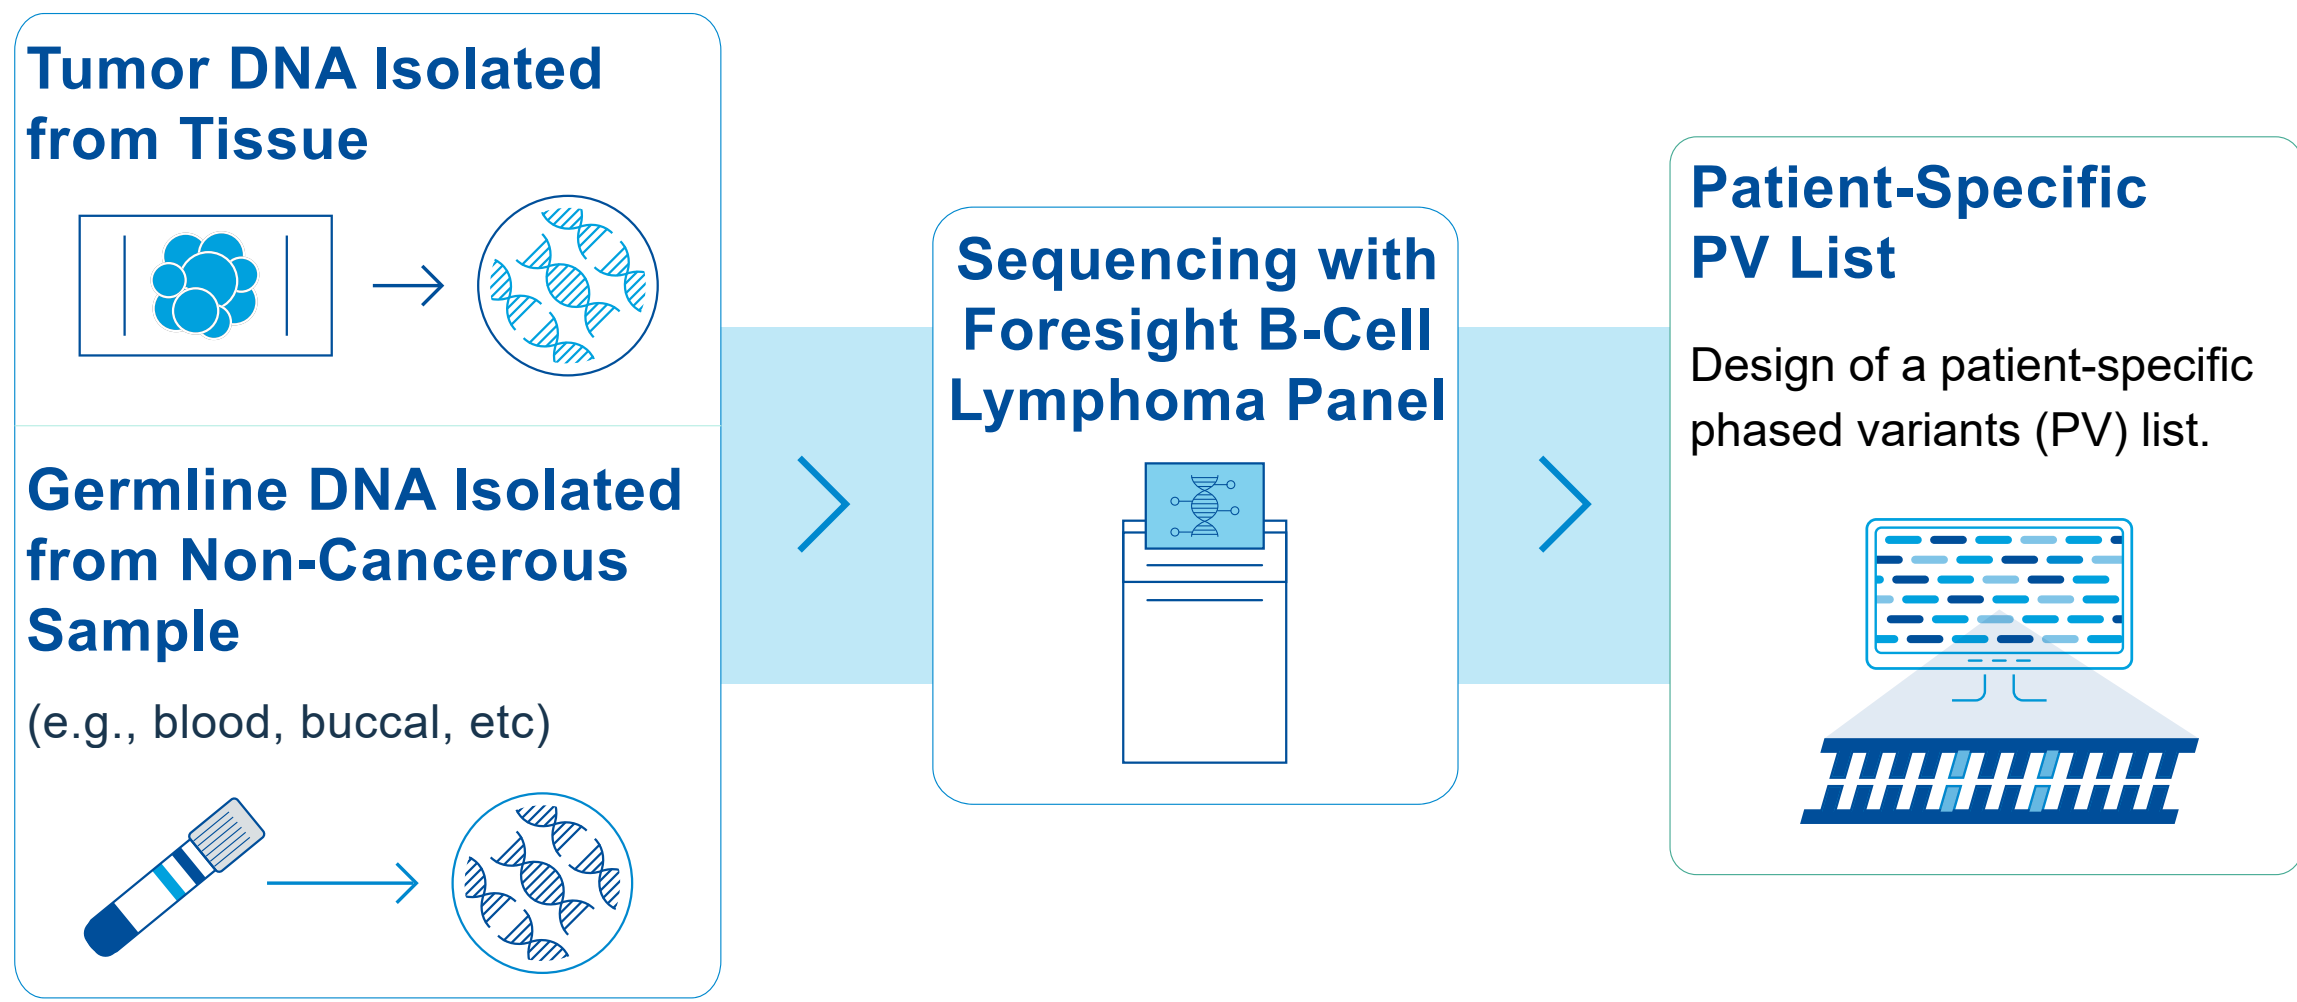 Tumor DNA Isolated
from Tissue
Germline DNA Isolated
from Non-Cancerous
Sample
(e.g., blood, buccal, etc)
Sequencing with
Foresight B-Cell
Lymphoma Panel
Patient-Specific
PV List
Design of a patient-specific
phased variants (PV) list.